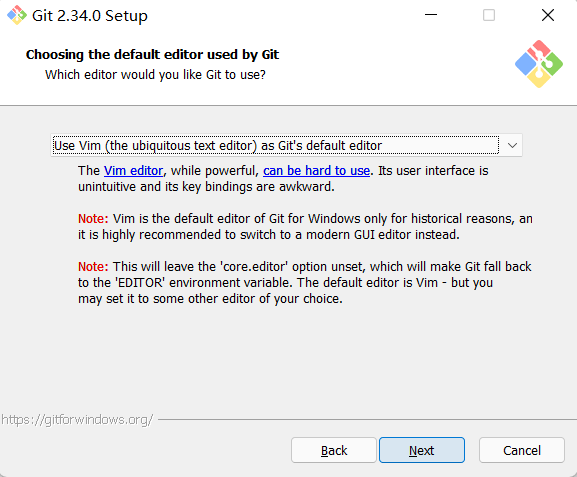 Git 2.34.0 Setup
Choosing the default editor used by Git
Which editor would you like Git to use?
Use Vim (the ubiquitous text editor) as Git's default editor
The Vim editor, while powerful, can be hard to use. Its user interface is
unintuitive and its key bindings are awkward.
Note: Vim is the default editor of Git for Windows only for historical reasons, an
it is highly recommended to switch to a modern GUI editor instead.
Note: This will leave the 'core.editor' option unset, which will make Git fall back
to the 'EDITOR' environment variable. The default editor is Vim - but you
may set it to some other editor of your choice.
https://gitforwindows.org/
Back
Next
Cancel